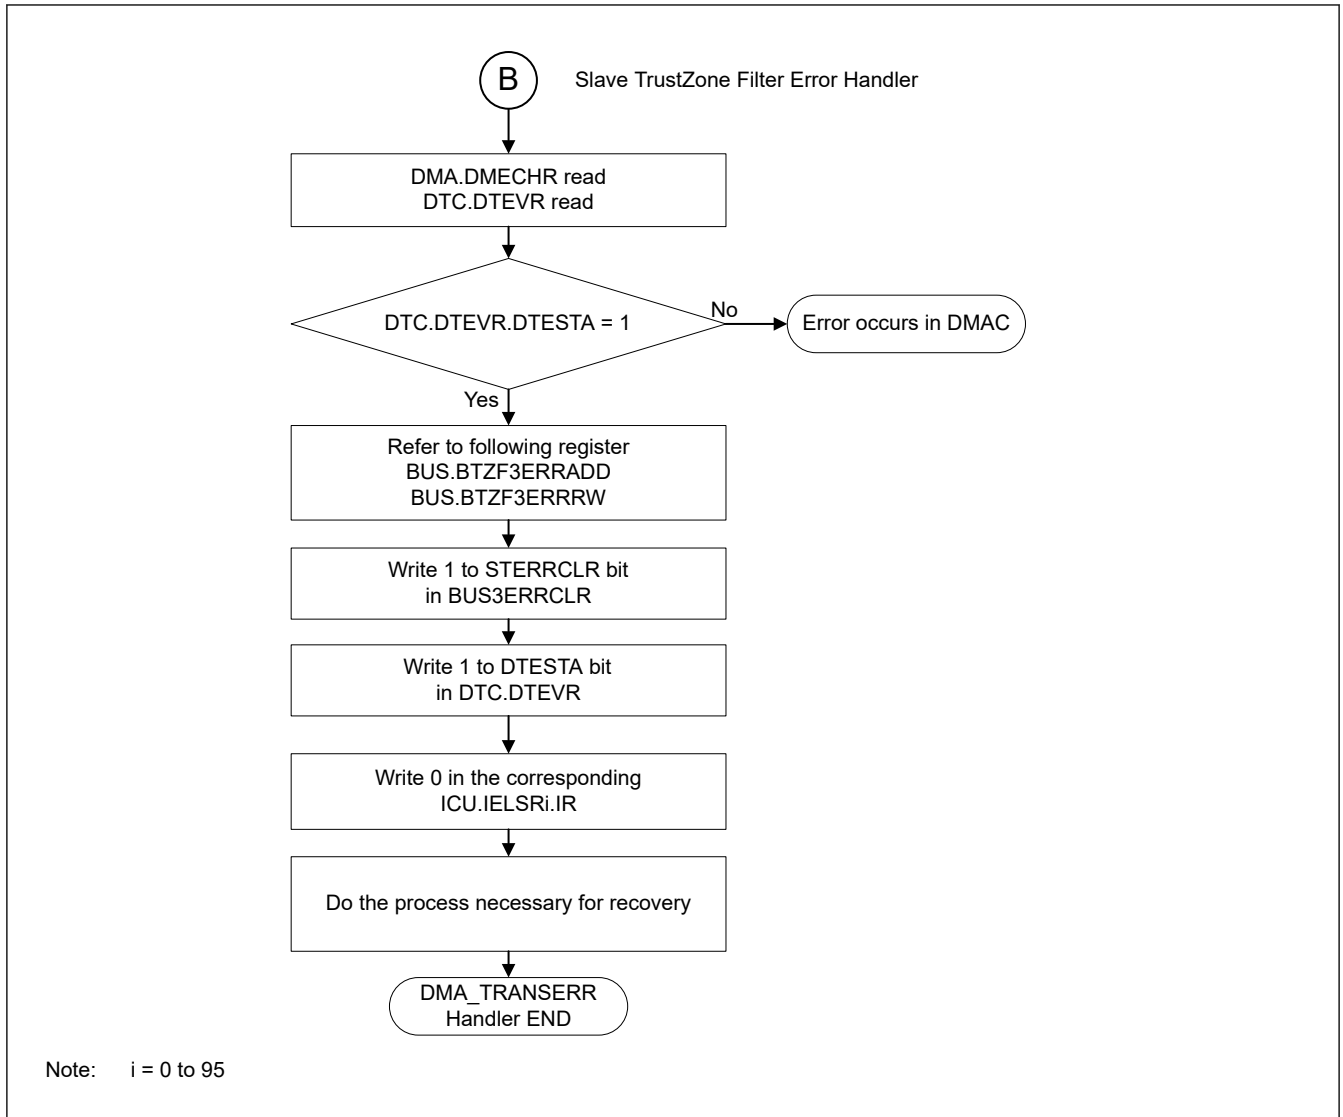 B
Slave TrustZone Filter Error Handler
DMA.DMECHR read
DTC.DTEVR read
DTC.DTEVR.DTESTA = 1
No
Error occurs in DMAC
Yes
Refer to following register
BUS.BTZF3ERRADD
BUS.BTZF3ERRRW
Write 1 to STERRCLR bit
in BUS3ERRCLR
Write 1 to DTESTA bit
in DTC.DTEVR
Write 0 in the corresponding
ICU.IELSRi.IR
Do the process necessary for recovery
DMA_TRANSERR
Handler END
Note: i = 0 to 95